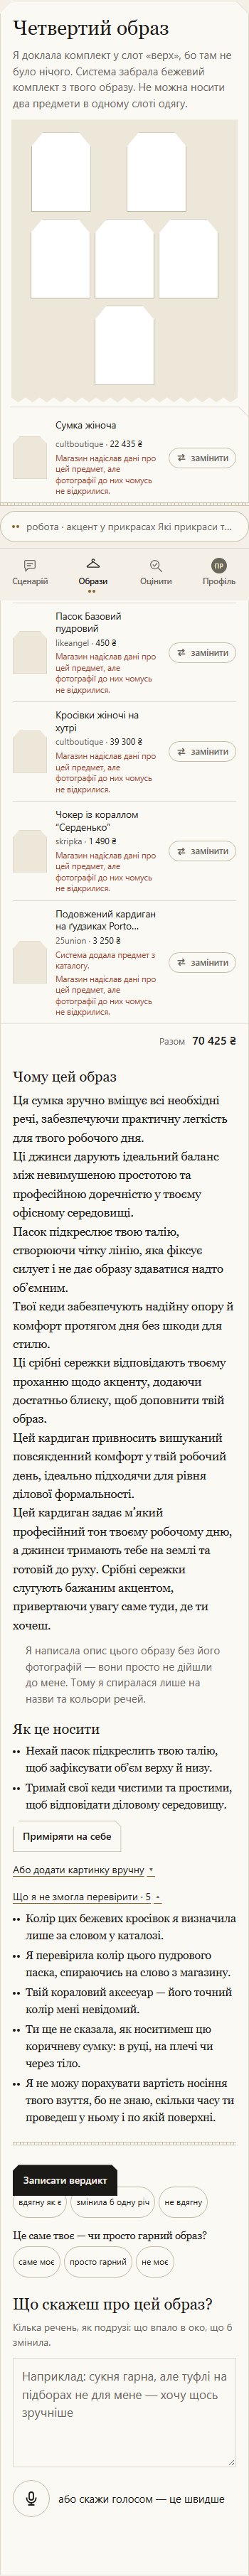 Четвертий образ
Я доклала комплект у слот «верх», бо там не
було нічого. Система забрала бежевий
комплект з твого образу. Не можна носити
два предмети в одному слоті одягу.
Сумка жіноча
cultboutique · 22 435 ₴
Магазин надіслав дані про
цей предмет, але
фотографії до них чомусь
не відкрилися.
замінити
робота · акцент у прикрасах Які прикраси т…
Сценарій
Образи
Оцінити
ПР
Профіль
Пасок Базовий
пудровий
likeangel · 450 ₴
Магазин надіслав дані про
цей предмет, але
фотографії до них чомусь
не відкрилися.
замінити
Кросівки жіночі на
хутрі
cultboutique · 39 300 ₴
Магазин надіслав дані про
цей предмет, але
фотографії до них чомусь
не відкрилися.
замінити
Чокер із кораллом
"Серденько"
skripka · 1 490 ₴
Магазин надіслав дані про
цей предмет, але
фотографії до них чомусь
не відкрилися.
замінити
Подовжений кардиган
на ґудзиках Porto…
25union · 3 250 ₴
Система додала предмет з
каталогу.
Магазин надіслав дані про
цей предмет, але
фотографії до них чомусь
не відкрилися.
замінити
Разом 70 425 ₴
Чому цей образ
Ця сумка зручно вміщує всі необхідні
речі, забезпечуючи практичну легкість
для твого робочого дня.
Ці джинси дарують ідеальний баланс
між невимушеною простотою та
професійною доречністю у твоєму
офісному середовищі.
Пасок підкреслює твою талію,
створюючи чітку лінію, яка фіксує
силует і не дає образу здаватися надто
об'ємним.
Твої кеди забезпечують надійну опору й
комфорт протягом дня без шкоди для
стилю.
Ці срібні сережки відповідають твоєму
проханню щодо акценту, додаючи
достатньо блиску, щоб доповнити твій
образ.
Цей кардиган привносить вишуканий
повсякденний комфорт у твій робочий
день, ідеально підходячи для рівня
ділової формальності.
Цей кардиган задає м'який
професійний тон твоєму робочому дню,
а джинси тримають тебе на землі та
готовій до руху. Срібні сережки
слугують бажаним акцентом,
привертаючи увагу саме туди, де ти
хочеш.
Я написала опис цього образу без його
фотографій — вони просто не дійшли
до мене. Тому я спиралася лише на
назви та кольори речей.
Як це носити
Нехай пасок підкреслить твою талію,
щоб зафіксувати об'єм верху й низу.
Тримай свої кеди чистими та простими,
щоб відповідати діловому середовищу.
Приміряти на себе
Або додати картинку вручну
Що я не змогла перевірити · 5
Колір цих бежевих кросівок я визначила
лише за словом у каталозі.
Я перевірила колір цього пудрового
паска, спираючись на слово з магазину.
Твій кораловий аксесуар — його точний
колір мені невідомий.
Ти ще не сказала, як носитимеш цю
коричневу сумку: в руці, на плечі чи
через тіло.
Я не можу порахувати вартість носіння
твого взуття, бо не знаю, скільки часу ти
проведеш у ньому і по якій поверхні.
Записати вердикт
вдягну як є
змінила б одну річ
не вдягну
Це саме твоє — чи просто гарний образ?
саме моє
просто гарний
не моє
Що скажеш про цей образ?
Кілька речень, як подрузі: що впало в око, що б
змінила.
Наприклад: сукня гарна, але туфлі на
підборах не для мене — хочу щось
зручніше
або скажи голосом — це швидше